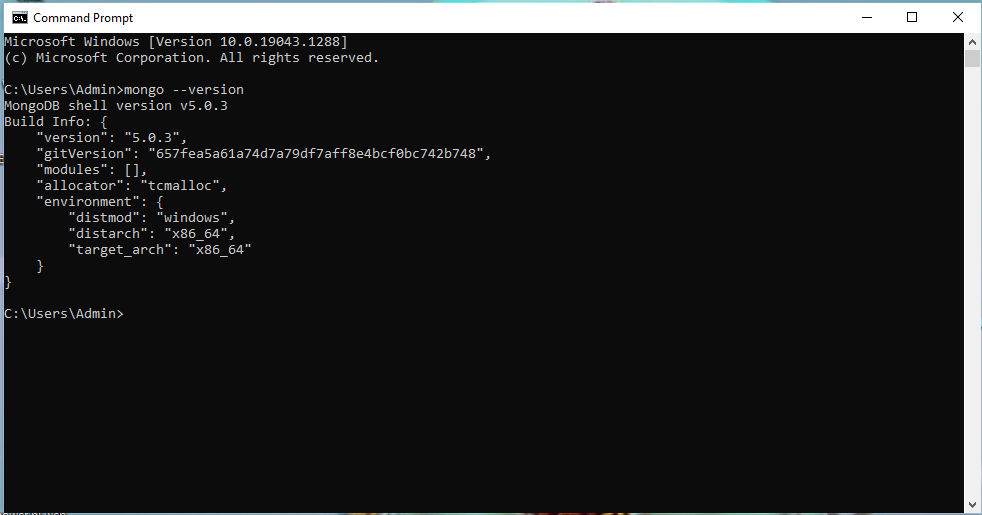 Command Prompt
Microsoft Windows [Version 10.0.19043.1288]
(c) Microsoft Corporation. All rights reserved.
C:\Users\Admin>mongo --version
MongoDB shell version v5.0.3
Build Info: {
    "version": "5.0.3",
    "gitVersion": "657fea5a61a74d7a79df7aff8e4bcf0bc742b748",
    "modules": [],
    "allocator": "tcmalloc",
    "environment": {
        "distmod": "windows",
        "distarch": "x86_64",
        "target_arch": "x86_64"
    }
}
C:\Users\Admin>